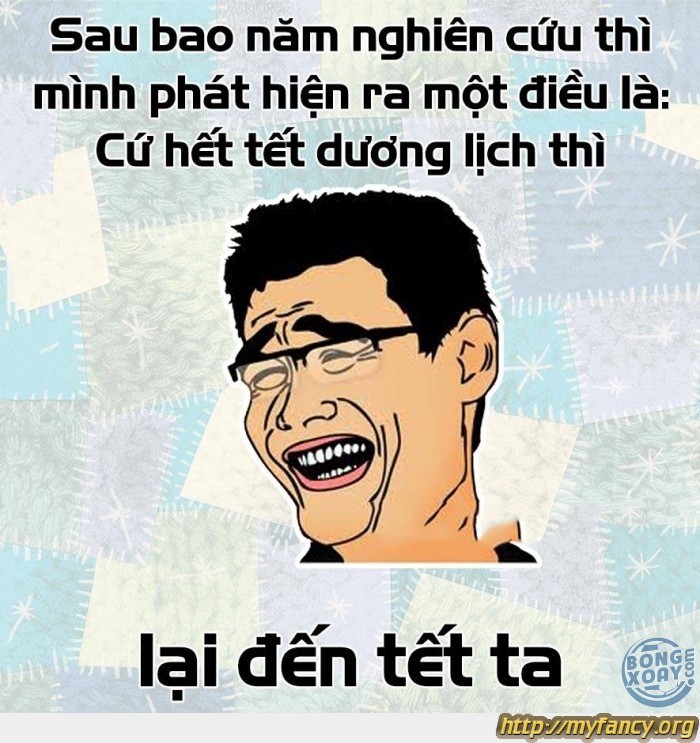 Sau bao năm nghiên cứu thì
mình phát hiện ra một điều là:
Cứ hết tết dương lịch thì
lại đến tết ta
BONG
XOAY.com
http://myfancy.org